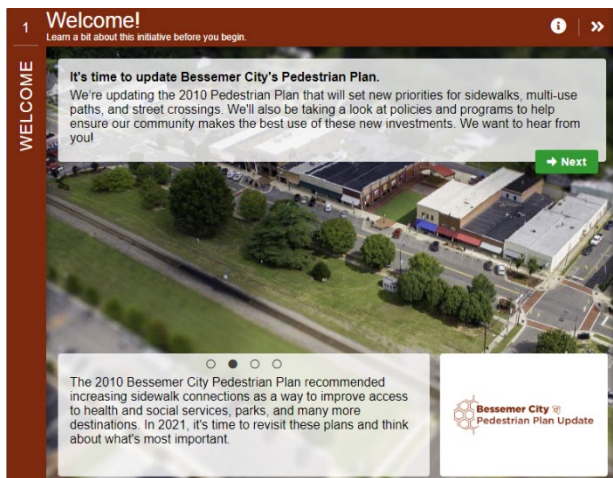 1
Welcome!
Learn a bit about this initiative before you begin.
WELCOME
It's time to update Bessemer City's Pedestrian Plan.
We're updating the 2010 Pedestrian Plan that will set new priorities for sidewalks, multi-use
paths, and street crossings. We'll also be taking a look at policies and programs to help
ensure our community makes the best use of these new investments. We want to hear from
you!
Next
The 2010 Bessemer City Pedestrian Plan recommended
increasing sidewalk connections as a way to improve access
to health and social services, parks, and many more
destinations. In 2021, it's time to revisit these plans and think
about what's most important.
Bessemer City
Pedestrian Plan Update